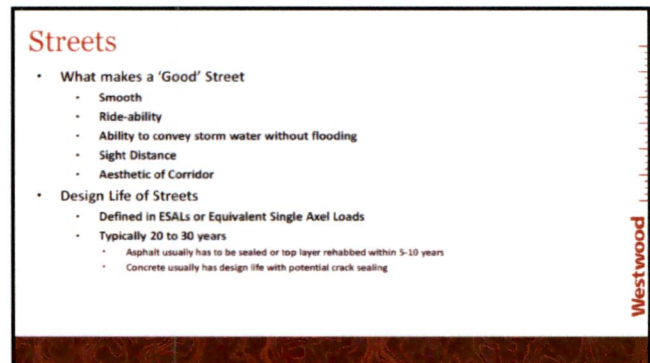 Streets
• What makes a 'Good' Street
• Smooth
• Ride-ability
• Ability to convey storm water without flooding
• Sight Distance
• Aesthetic of Corridor
• Design Life of Streets
• Defined in ESALs or Equivalent Single Axel Loads
• Typically 20 to 30 years
• Asphalt usually has to be sealed or top layer rehabbed within 5-10 years
• Concrete usually has design life with potential crack sealing
Westwood